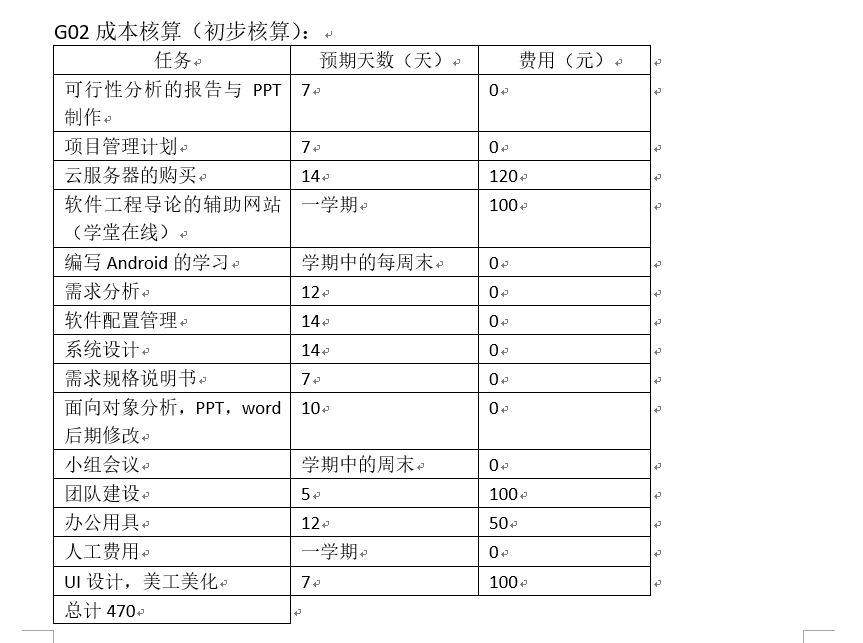 G02 成本核算（初步核算）：
任务 预期天数（天） 费用（元）
可行性分析的报告与 PPT 7 0
制作
项目管理计划 7 0
云服务器的购买 14 120
软件工程导论的辅助网站 一学期 100
（学堂在线）
编写 Android 的学习 学期中的每周末 0
需求分析 12 0
软件配置管理 14 0
系统设计 14 0
需求规格说明书 7 0
面向对象分析，PPT，word 10 0
后期修改
小组会议 学期中的周末 0
团队建设 5 100
办公用具 12 50
人工费用 一学期 0
UI 设计，美工美化 7 100
总计 470